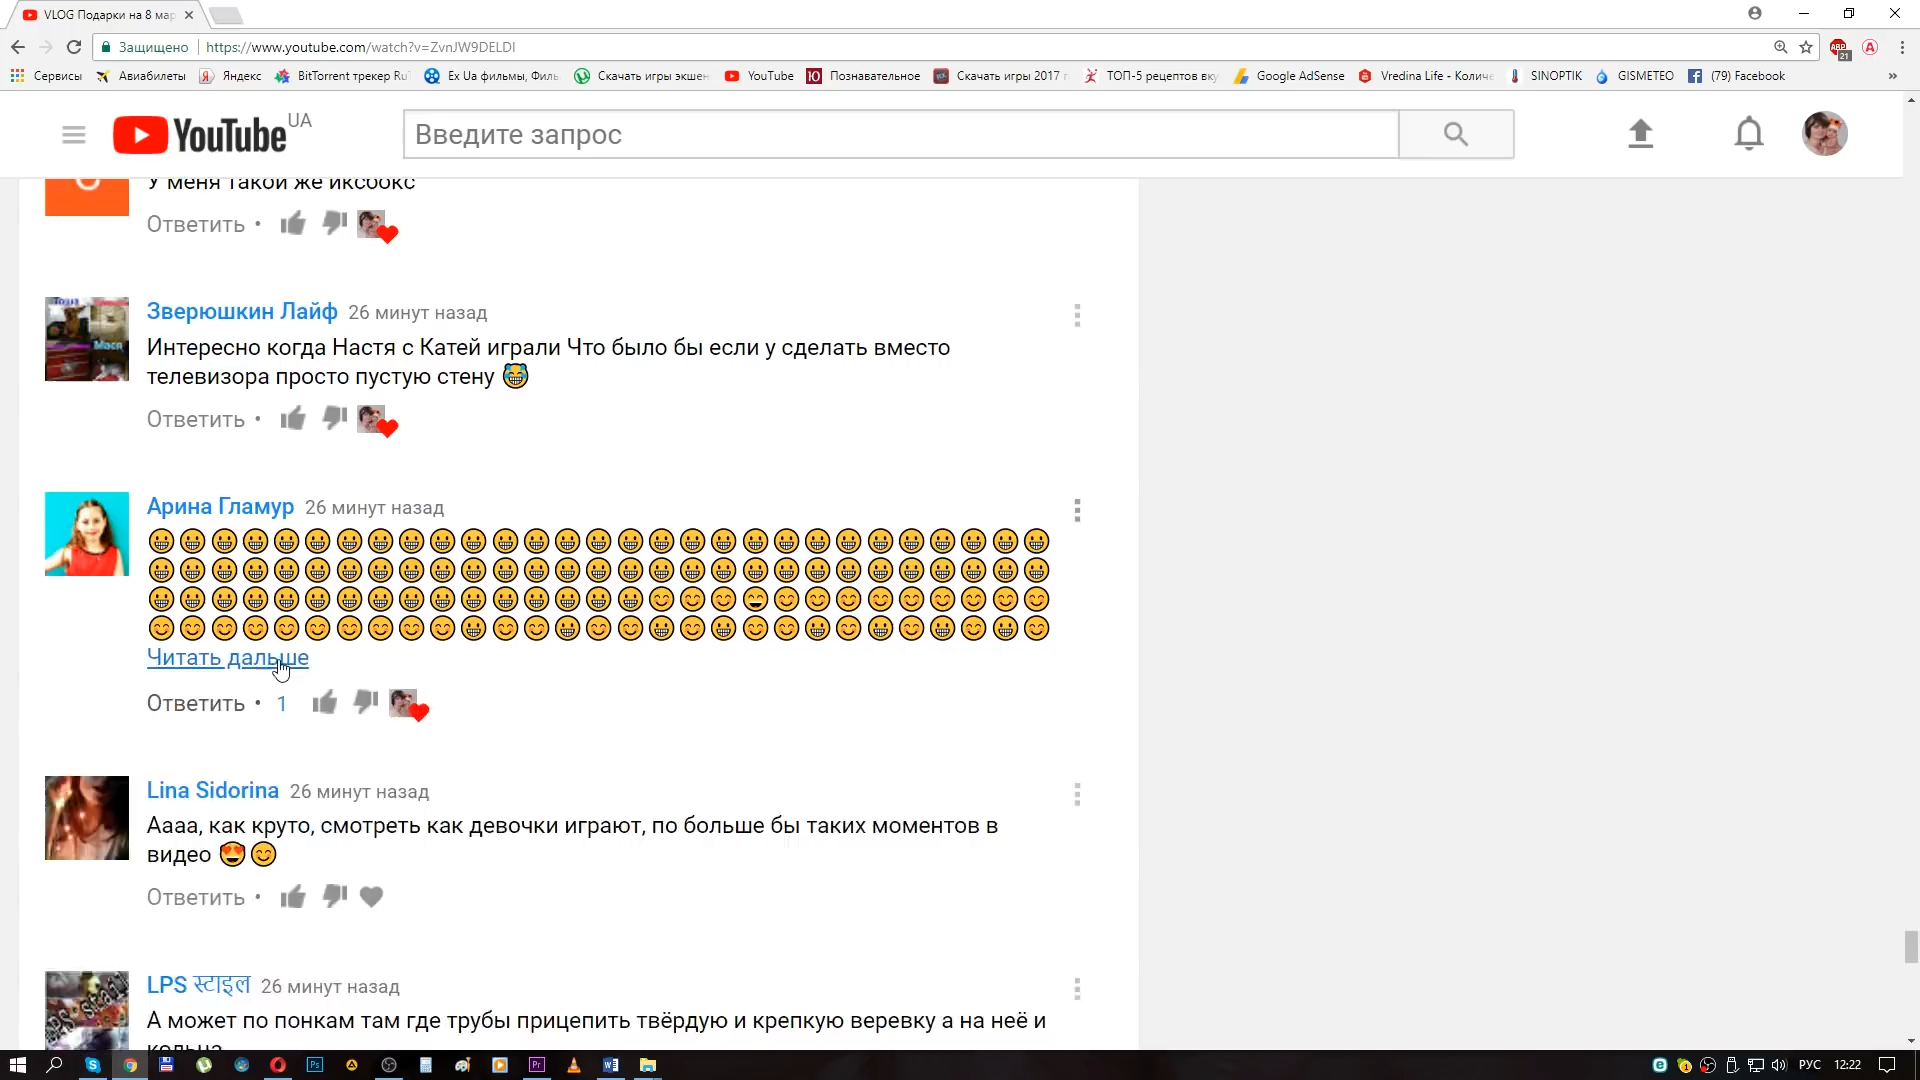 VLOG Подарки на 8 мар
Защищено
https://www.youtube.com/watch?v=ZvnJW9DELDI
21
Сервисы
Авиабилеты
Яндекс
BitTorrent трекер Ru
Ex Ua фильмы, Филь
Скачать игры экшен
YouTube
Познавательное
Скачать игры 2017 г
ТОП-5 рецептов вку
Google AdSense
Vredina Life - Количе
SINOPTIK
GISMETEO
(79) Facebook
YouTube UA
Введите запрос
У меня такой же иксбокс
Ответить •
Зверюшкин Лайф 26 минут назад
Интересно когда Настя с Катей играли Что было бы если у сделать вместо
телевизора просто пустую стену 😂
Ответить •
Арина Гламур 26 минут назад
Читать дальше
Ответить • 1
Lina Sidorina 26 минут назад
Аааа, как круто, смотреть как девочки играют, по больше бы таких моментов в
видео 😍😊
Ответить •
LPS स्टाइल 26 минут назад
А может по понкам там где трубы прицепить твёрдую и крепкую веревку а на неё и
кольца
РУС
12:22